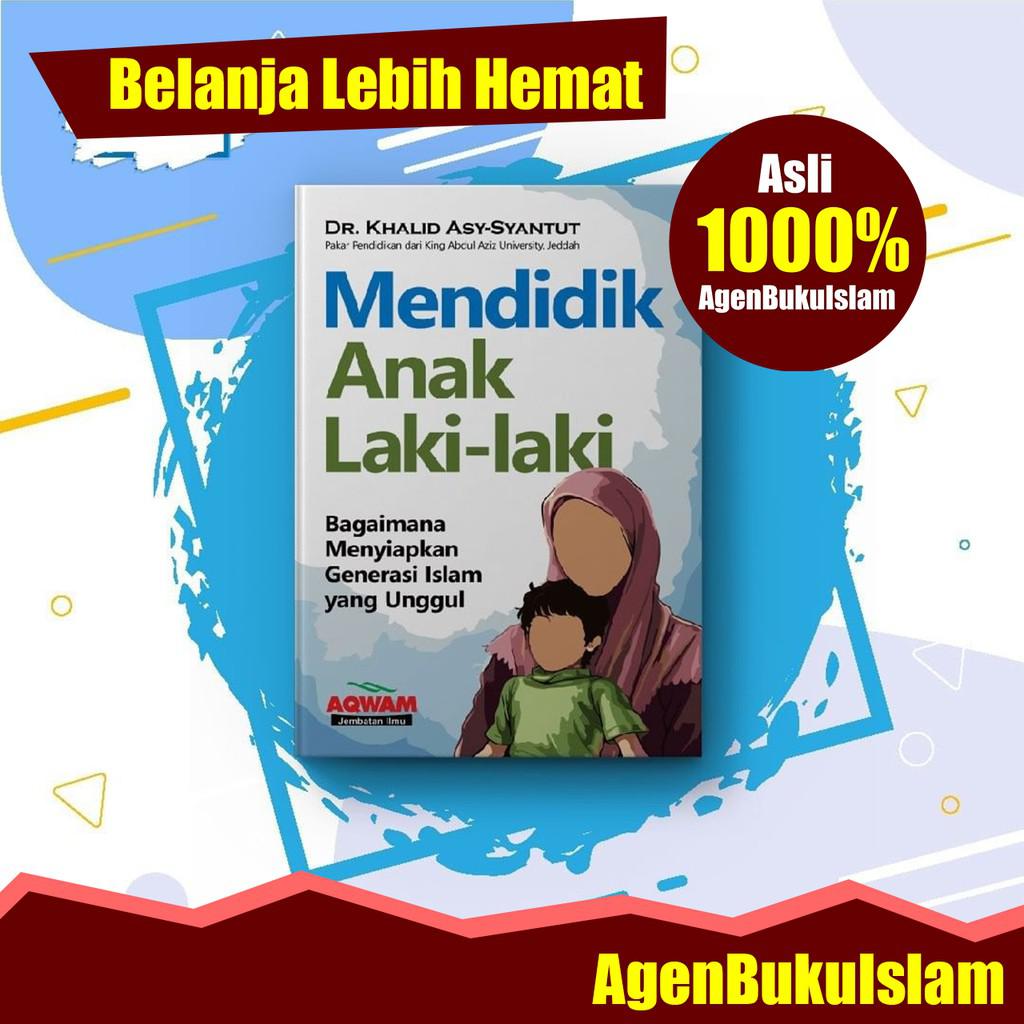 Belanja Lebih Hemat
Asli
1000%
AgenBukuIslam
DR. KHALID ASY-SYANTUT
Pakar Pendidikan dari King Abdul Aziz University, Jeddah
Mendidik
Anak
Laki-laki
Bagaimana
Menyiapkan
Generasi Islam
yang Unggul
AQWAM
Jembatan Ilmu
AgenBukuIslam